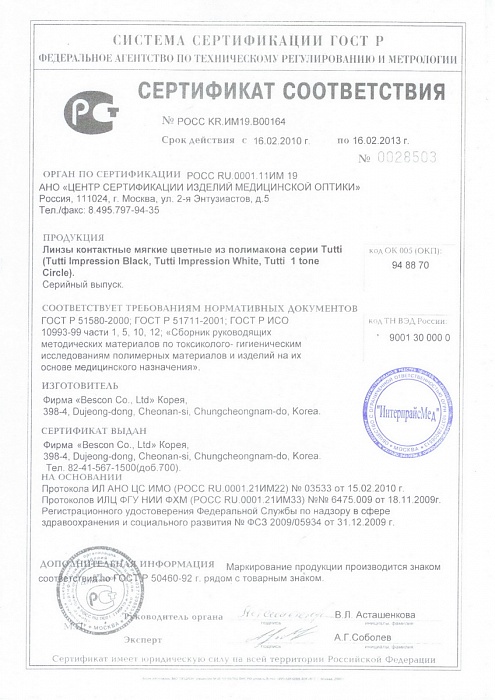 СИСТЕМА СЕРТИФИКАЦИИ ГОСТ Р
ФЕДЕРАЛЬНОЕ АГЕНТСТВО ПО ТЕХНИЧЕСКОМУ РЕГУЛИРОВАНИЮ И МЕТРОЛОГИИ
СЕРТИФИКАТ СООТВЕТСТВИЯ
№ РОСС KR.ИМ19.В00164
Срок действия с 16.02.2010 г. по 16.02.2013 г.
№ 0028503
ОРГАН ПО СЕРТИФИКАЦИИ РОСС RU.0001.11ИМ 19
АНО «ЦЕНТР СЕРТИФИКАЦИИ ИЗДЕЛИЙ МЕДИЦИНСКОЙ ОПТИКИ»
Россия, 111024, г. Москва, ул. 2-я Энтузиастов, д.5
Тел./факс: 8.495.797-94-35
ПРОДУКЦИЯ
Линзы контактные мягкие цветные из полимакона серии Tutti
(Tutti Impression Black, Tutti Impression White, Tutti 1 tone
Circle).
Серийный выпуск.
код ОК 005 (ОКП):
94 88 70
СООТВЕТСТВУЕТ ТРЕБОВАНИЯМ НОРМАТИВНЫХ ДОКУМЕНТОВ
ГОСТ Р 51580-2000; ГОСТ Р 51711-2001; ГОСТ Р ИСО
10993-99 части 1, 5, 10, 12; «Сборник руководящих
методических материалов по токсиколого- гигиеническим
исследованиям полимерных материалов и изделий на их
основе медицинского назначения».
код ТН ВЭД России:
9001 30 000 0
ИЗГОТОВИТЕЛЬ
Фирма «Bescon Co., Ltd» Корея,
398-4, Dujeong-dong, Cheonan-si, Chungcheongnam-do, Korea.
"ИнтерпрайсМед"
СЕРТИФИКАТ ВЫДАН
Фирма «Bescon Co., Ltd» Корея,
398-4, Dujeong-dong, Cheonan-si, Chungcheongnam-do, Korea.
Тел. 82-41-567-1500(доб.700).
НА ОСНОВАНИИ
Протокола ИЛ АНО ЦС ИМО (РОСС RU.0001.21ИМ22) № 03533 от 15.02.2010 г.
Протоколов ИЛЦ ФГУ НИИ ФХМ (РОСС RU.0001.21ИМ33) №№ 6475.009 от 18.11.2009г.
Регистрационного удостоверения Федеральной Службы по надзору в сфере
здравоохранения и социального развития № ФСЗ 2009/05934 от 31.12.2009 г.
ДОПОЛНИТЕЛЬНАЯ ИНФОРМАЦИЯ Маркирование продукции производится знаком
соответствия по ГОСТ Р 50460-92 г. рядом с товарным знаком.
Руководитель органа
подпись
В.Л.Асташенкова
инициалы, фамилия
Эксперт
подпись
А.Г.Соболев
инициалы, фамилия
Сертификат имеет юридическую силу на всей территории Российской Федерации